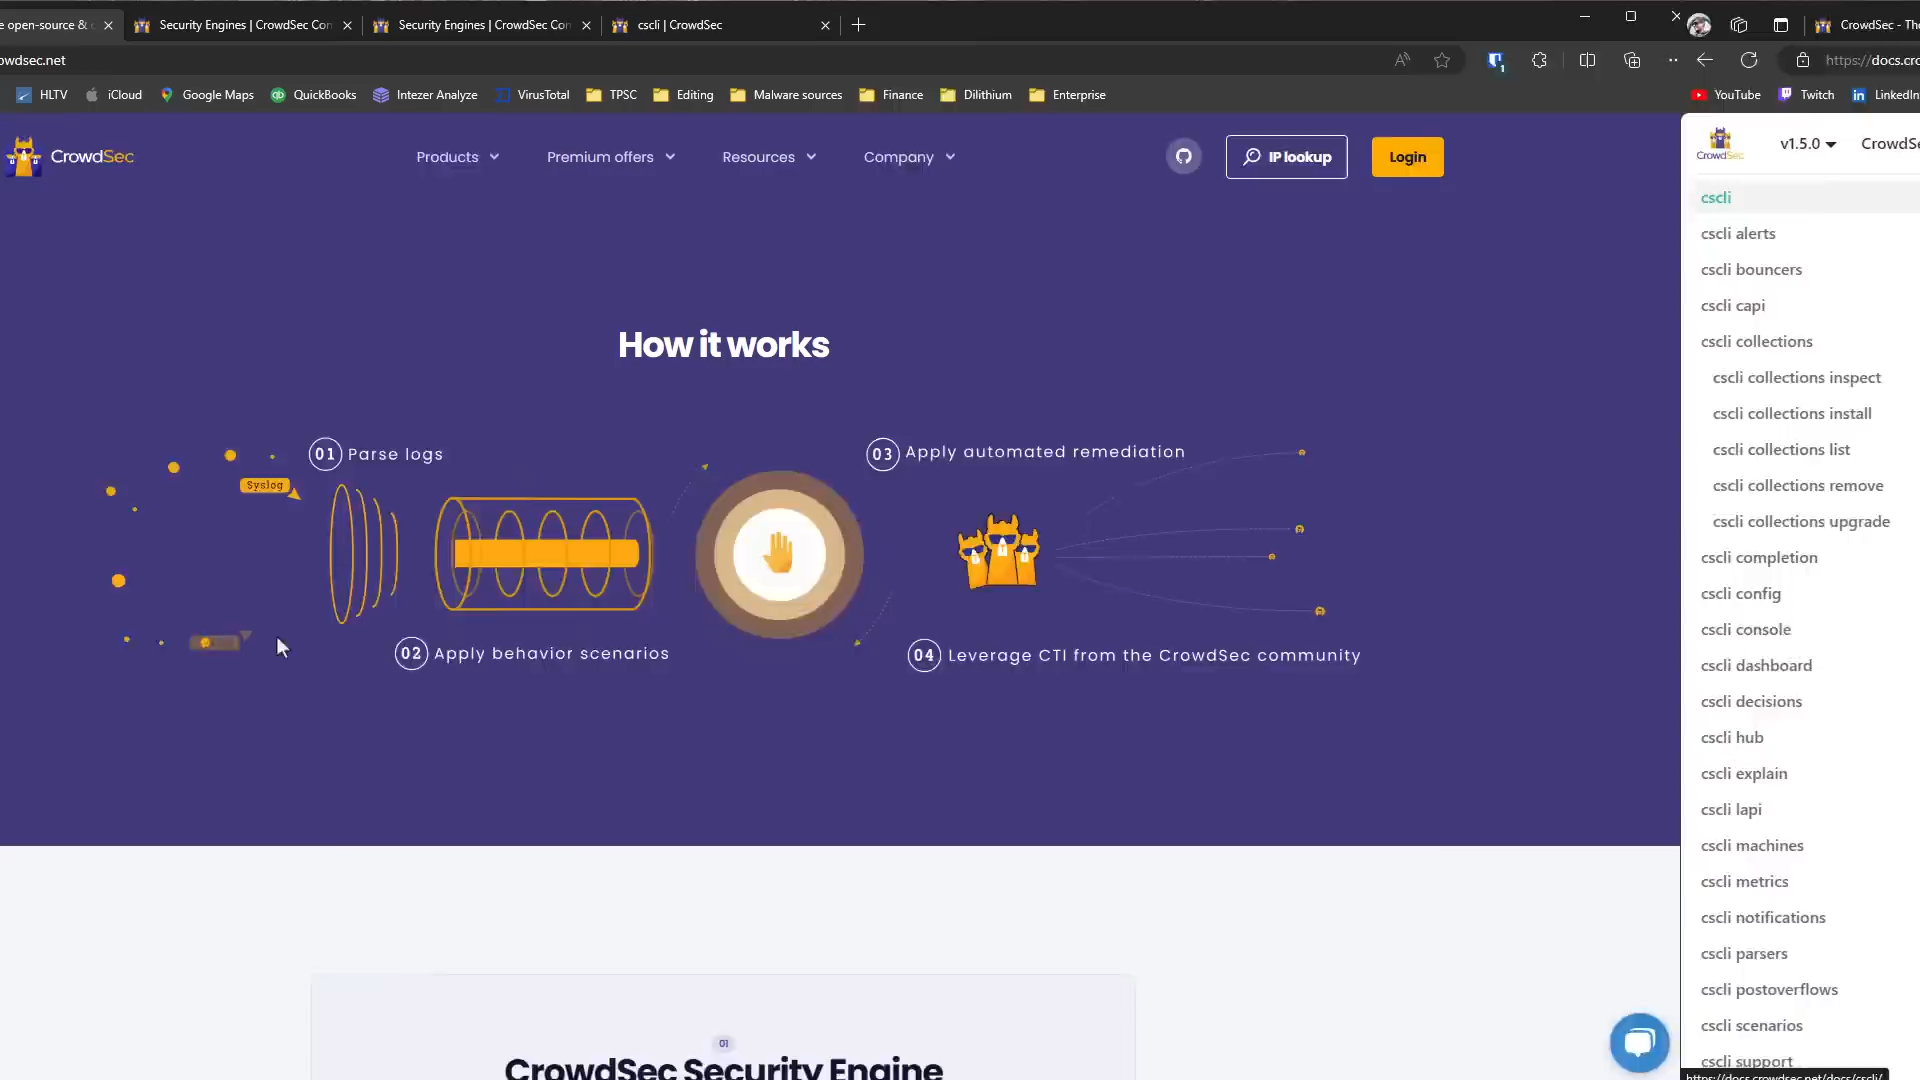 e open-source &
Security Engines | CrowdSec Con
Security Engines | CrowdSec Con
cscli | CrowdSec
CrowdSec - Th
owdsec.net
https://docs.cro
HLTV
iCloud
Google Maps
QuickBooks
Intezer Analyze
VirusTotal
TPSC
Editing
Malware sources
Finance
Dilithium
Enterprise
YouTube
Twitch
LinkedIn
CrowdSec
Products
Premium offers
Resources
Company
IP lookup
Login
How it works
01 Parse logs
Syslog
02 Apply behavior scenarios
03 Apply automated remediation
04 Leverage CTI from the CrowdSec community
01
CrowdSec Security Engine
CrowdSec
v1.5.0
CrowdSe
cscli
cscli alerts
cscli bouncers
cscli capi
cscli collections
cscli collections inspect
cscli collections install
cscli collections list
cscli collections remove
cscli collections upgrade
cscli completion
cscli config
cscli console
cscli dashboard
cscli decisions
cscli hub
cscli explain
cscli lapi
cscli machines
cscli metrics
cscli notifications
cscli parsers
cscli postoverflows
cscli scenarios
cscli support
https://docs.crowdsec.net/docs/cscli/